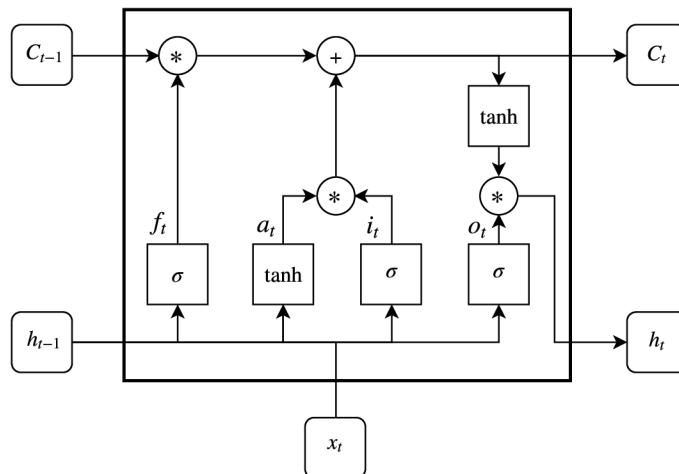 C_{t-1}
*
+
C_t
tanh
*
*
f_t
a_t
i_t
o_t
σ
tanh
σ
σ
h_{t-1}
h_t
x_t